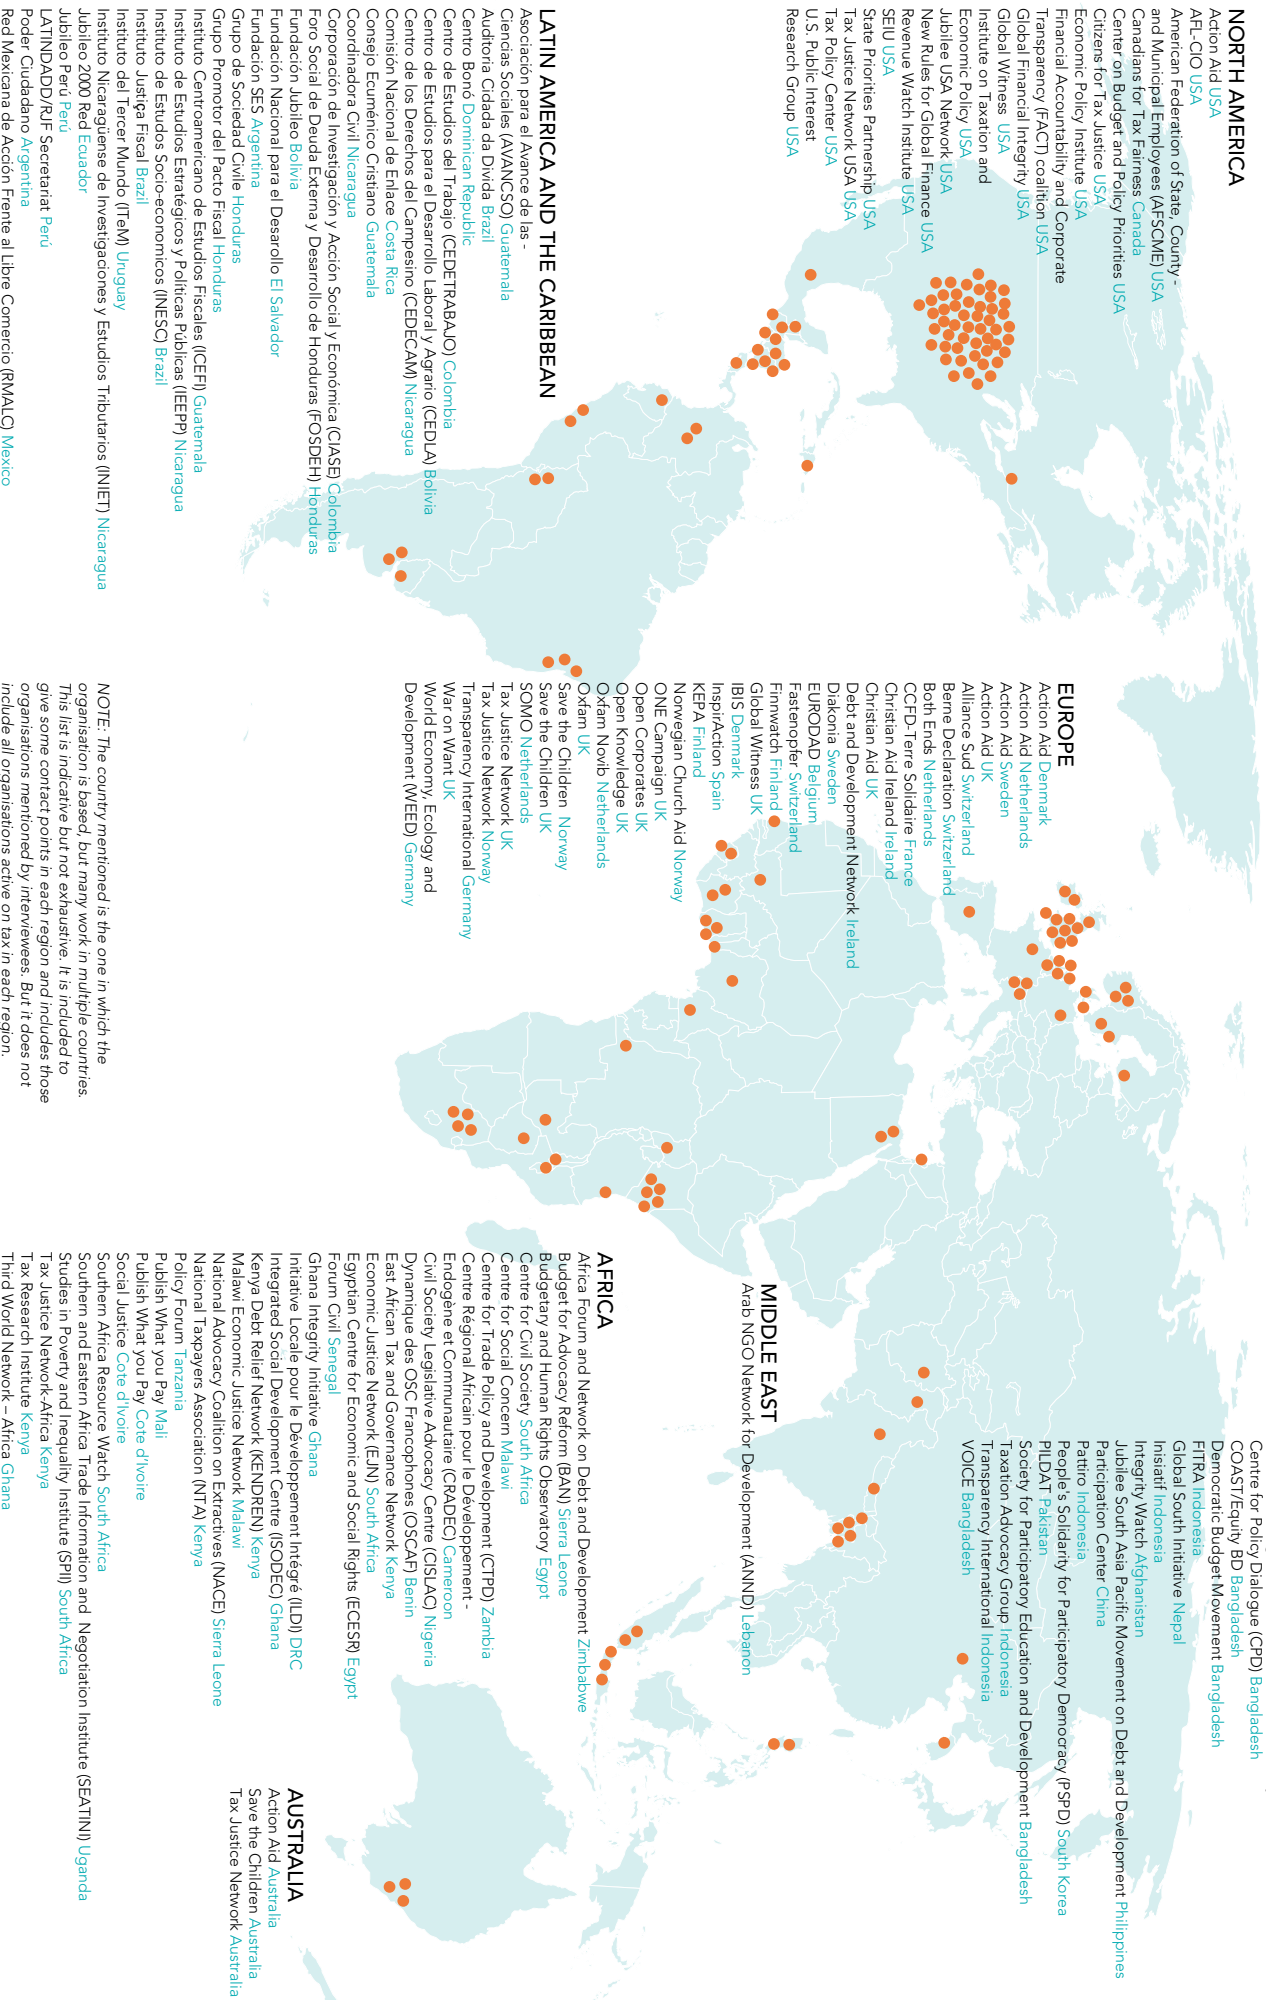 NORTH AMERICA
Action Aid USA
AFL-CIO USA
American Federation of State, County -
and Municipal Employees (AFSCME) USA
Canadians for Tax Fairness Canada
Center on Budget and Policy Priorities USA
Citizens for Tax Justice USA
Economic Policy Institute USA
Financial Accountability and Corporate
Transparency (FACT) coalition USA
Global Financial Integrity USA
Global Witness USA
Institute on Taxation and
Economic Policy USA
Jubilee USA Network USA
New Rules for Global Finance USA
Revenue Watch Institute USA
SEIU USA
State Priorities Partnership USA
Tax Justice Network USA USA
Tax Policy Center USA
U.S. Public Interest
Research Group USA
LATIN AMERICA AND THE CARIBBEAN
Asociación para el Avance de las -
Ciencias Sociales (AVANCSO) Guatemala
Auditoria Cidada da Divida Brazil
Centro Bonó Dominican Republic
Centro de Estudios del Trabajo (CEDETRABAJO) Colombia
Centro de Estudios para el Desarrollo Laboral y Agrario (CEDLA) Bolivia
Centro de los Derechos del Campesino (CEDECAM) Nicaragua
Comisión Nacional de Enlace Costa Rica
Consejo Ecuménico Cristiano Guatemala
Coordinadora Civil Nicaragua
Corporación de Investigación y Acción Social y Económica (CIASE) Colombia
Foro Social de Deuda Externa y Desarrollo de Honduras (FOSDEH) Honduras
Fundación Jubileo Bolivia
Fundación Nacional para el Desarollo El Salvador
Fundación SES Argentina
Grupo de Sociedad Civile Honduras
Grupo Promotor del Pacto Fiscal Honduras
Instituto Centroamericano de Estudios Fiscales (ICEFI) Guatemala
Instituto de Estudios Estratégicos y Políticas Públicas (IEEPP) Nicaragua
Instituto de Estudos Socio-economicos (INESC) Brazil
Instituto Justiça Fiscal Brazil
Instituto del Tercer Mundo (ITeM) Uruguay
Instituto Nicaragüense de Investigaciones y Estudios Tributarios (INIET) Nicaragua
Jubileo 2000 Red Ecuador
Jubileo Perú Perú
LATINDADD/RJF Secretariat Perú
Poder Ciudadano Argentina
Red Mexicana de Acción Frente al Libre Comercio (RMALC) Mexico
EUROPE
Action Aid Denmark
Action Aid Netherlands
Action Aid Sweden
Action Aid UK
Alliance Sud Switzerland
Berne Declaration Switzerland
Both Ends Netherlands
CCFD-Terre Solidaire France
Christian Aid Ireland Ireland
Christian Aid UK
Debt and Development Network Ireland
Diakonia Sweden
EURODAD Belgium
Fastenopfer Switzerland
Finnwatch Finland
Global Witness UK
IBIS Denmark
InspirAction Spain
KEPA Finland
Norwegian Church Aid Norway
ONE Campaign UK
Open Corporates UK
Open Knowledge UK
Oxfam Novib Netherlands
Oxfam UK
Save the Children Norway
Save the Children UK
SOMO Netherlands
Tax Justice Network UK
Tax Justice Network Norway
Transparency International Germany
War on Want UK
World Economy, Ecology and
Development (WEED) Germany
NOTE: The country mentioned is the one in which the
organisation is based, but many work in multiple countries.
This list is indicative but not exhaustive. It is included to
give some contact points in each region and includes those
organisations mentioned by interviewees. But it does not
include all organisations active on tax in each region.
MIDDLE EAST
Arab NGO Network for Development (ANND) Lebanon
AFRICA
Africa Forum and Network on Debt and Development Zimbabwe
Budget for Advocacy Reform (BAN) Sierra Leone
Budgetary and Human Rights Observatory Egypt
Centre for Civil Society South Africa
Centre for Social Concern Malawi
Centre for Trade Policy and Development (CTPD) Zambia
Centre Régional Africain pour le Développement -
Endogène et Communautaire (CRADEC) Cameroon
Civil Society Legislative Advocacy Centre (CISLAC) Nigeria
Dynamique des OSC Francophones (OSCAF) Benin
East African Tax and Governance Network Kenya
Economic Justice Network (EJN) South Africa
Egyptian Centre for Economic and Social Rights (ECESR) Egypt
Forum Civil Senegal
Ghana Integrity Initiative Ghana
Initiative Locale pour le Développement Intégré (ILDI) DRC
Integrated Social Development Centre (ISODEC) Ghana
Kenya Debt Relief Network (KENDREN) Kenya
Malawi Economic Justice Network Malawi
National Advocacy Coalition on Extractives (NACE) Sierra Leone
National Taxpayers Association (NTA) Kenya
Policy Forum Tanzania
Publish What you Pay Mali
Publish What you Pay Cote d'Ivoire
Social Justice Cote d'Ivoire
Southern Africa Resource Watch South Africa
Southern and Eastern Africa Trade Information and Negotiation Institute (SEATINI) Uganda
Studies in Poverty and Inequality Institute (SPII) South Africa
Tax Justice Network-Africa Kenya
Tax Research Institute Kenya
Third World Network – Africa Ghana
Centre for Policy Dialogue (CPD) Bangladesh
COAST/Equity BD Bangladesh
Democratic Budget Movement Bangladesh
FITRA Indonesia
Global South Initiative Nepal
Inisiatif Indonesia
Integrity Watch Afghanistan
Jubilee South Asia Pacific Movement on Debt and Development Philippines
Participation Center China
Pattiro Indonesia
People's Solidarity for Participatory Democracy (PSPD) South Korea
PILDAT Pakistan
Society for Participatory Education and Development Bangladesh
Taxation Advocacy Group Indonesia
Transparency International Indonesia
VOICE Bangladesh
AUSTRALIA
Action Aid Australia
Save the Children Australia
Tax Justice Network Australia